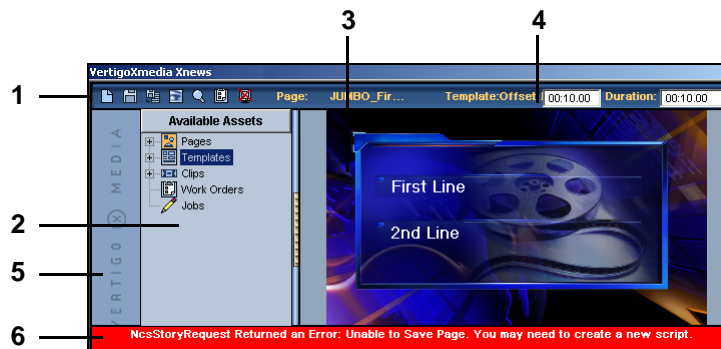 3
4
VertigoXmedia Xnews
1
Page: JUMBO_Fir... Template:Offset 00:10.00 Duration: 00:10.00
Available Assets
Pages
Templates
Clips
Work Orders
Jobs
First Line
2nd Line
2
5
VERTIGO X MEDIA
6
NcsStoryRequest Returned an Error: Unable to Save Page. You may need to create a new script.